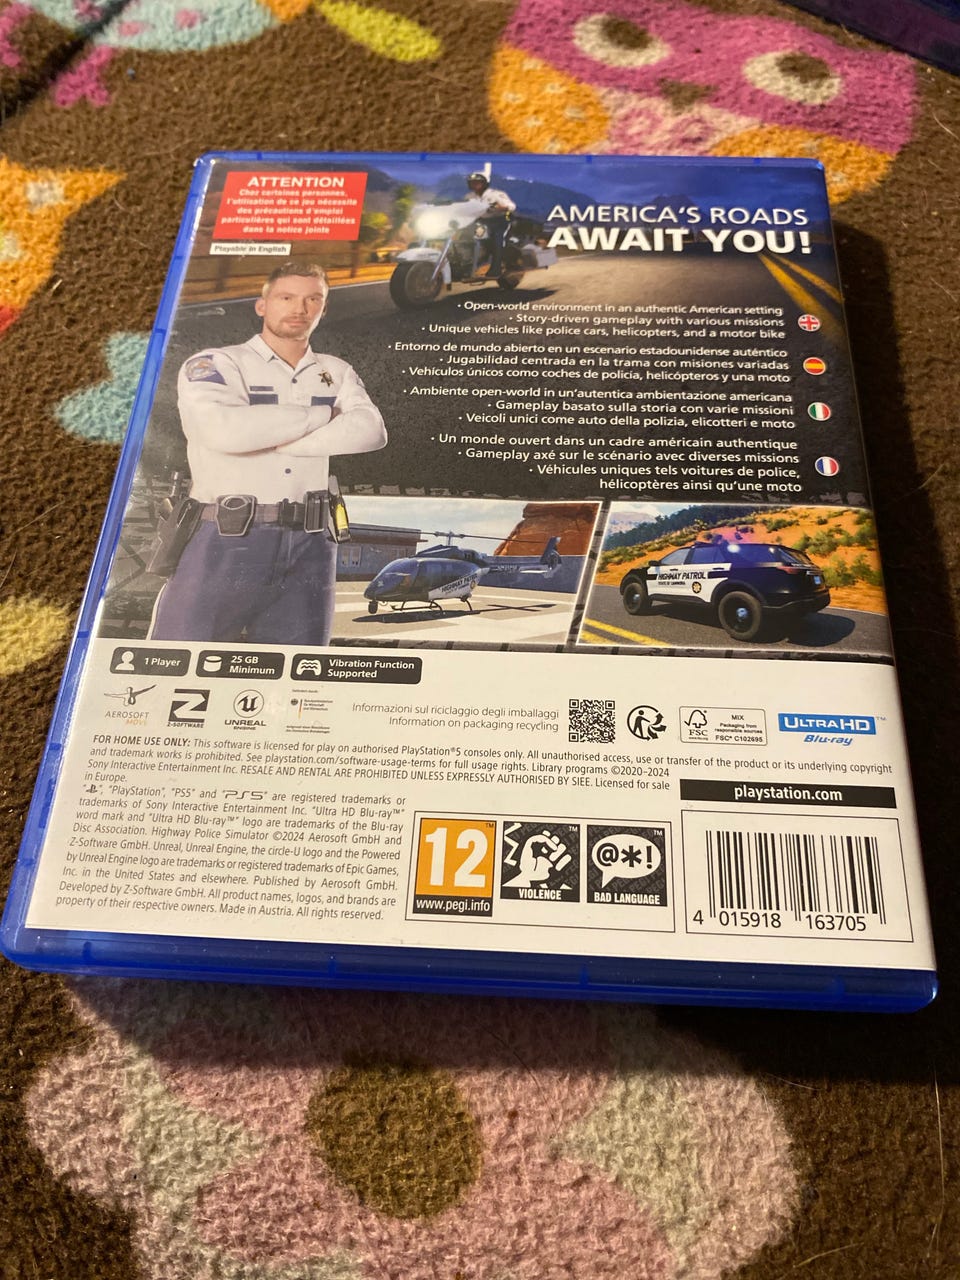 ATTENTION
Chez certaines personnes,
l'utilisation de ce jeu nécessite
des précautions d'emploi
particulières qui sont détaillées
dans la notice jointe
Playable in English
AMERICA'S ROADS
AWAIT YOU!
• Open-world environment in an authentic American setting
• Story-driven gameplay with various missions
• Unique vehicles like police cars, helicopters, and a motor bike
• Entorno de mundo abierto en un escenario estadounidense auténtico
• Jugabilidad centrada en la trama con misiones variadas
• Vehículos únicos como coches de policía, helicópteros y una moto
• Ambiente open-world in un'autentica ambientazione americana
• Gameplay basato sulla storia con varie missioni
• Veicoli unici come auto della polizia, elicotteri e moto
• Un monde ouvert dans un cadre américain authentique
• Gameplay axé sur le scénario avec diverses missions
• Véhicules uniques tels voitures de police,
hélicoptères ainsi qu'une moto
HIGHWAY PATROL
HIGHWAY PATROL
1 Player
25 GB
Minimum
Vibration Function
Supported
AEROSOFT
MOVE
Z
Z-SOFTWARE
UNREAL
ENGINE
Informazioni sul riciclaggio degli imballaggi
Information on packaging recycling
FSC
MIX
Packaging from
responsible sources
FSC® C102695
ULTRA HD™
Blu-ray
FOR HOME USE ONLY: This software is licensed for play on authorised PlayStation®5 consoles only. All unauthorised access, use or transfer of the product or its underlying copyright
and trademark works is prohibited. See playstation.com/software-usage-terms for full usage rights. Library programs ©2020–2024
Sony Interactive Entertainment Inc. RESALE AND RENTAL ARE PROHIBITED UNLESS EXPRESSLY AUTHORISED BY SIEE. Licensed for sale
in Europe.
"PlayStation", "PS5" and "PS5" are registered trademarks or
trademarks of Sony Interactive Entertainment Inc. "Ultra HD Blu-ray™"
word mark and "Ultra HD Blu-ray™" logo are trademarks of the Blu-ray
Disc Association. Highway Police Simulator ©2024 Aerosoft GmbH and
Z-Software GmbH. Unreal, Unreal Engine, the circle-U logo and the Powered
by Unreal Engine logo are trademarks or registered trademarks of Epic Games,
Inc. in the United States and elsewhere. Published by Aerosoft GmbH.
Developed by Z-Software GmbH. All product names, logos, and brands are
property of their respective owners. Made in Austria. All rights reserved.
playstation.com
12™
www.pegi.info
™
VIOLENCE
@*!™
BAD LANGUAGE
4 015918 163705